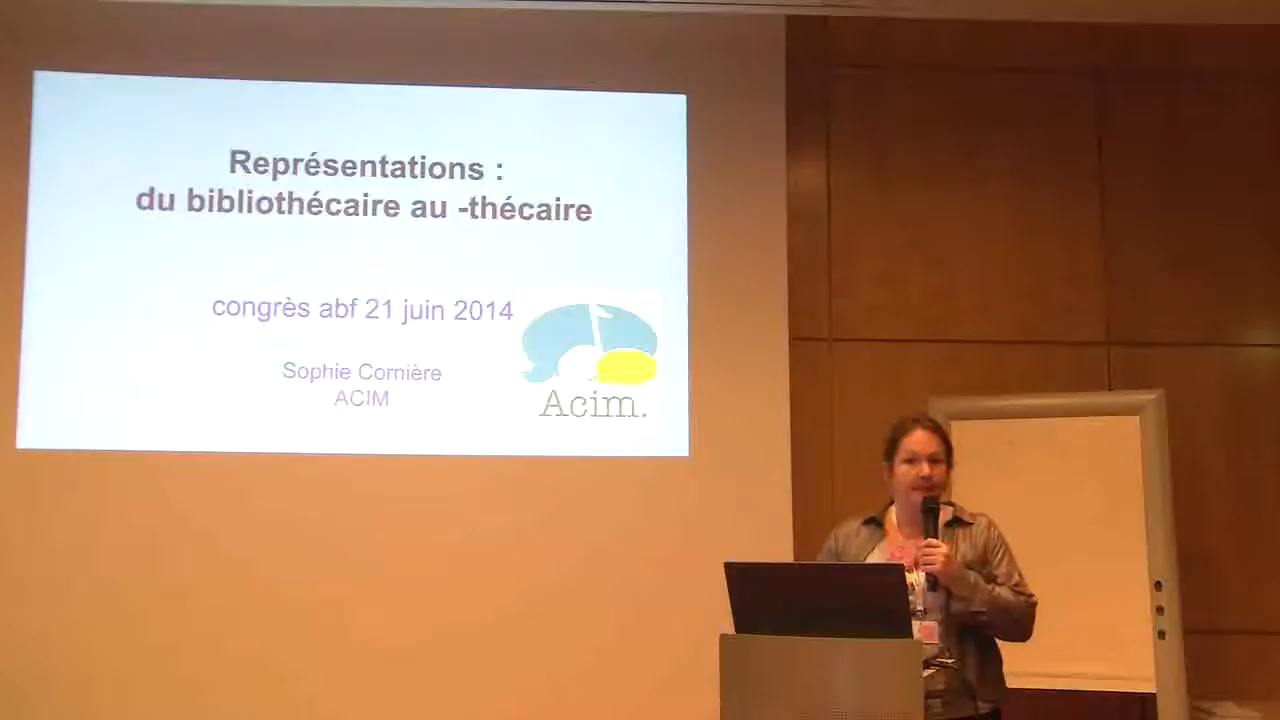 Représentations :
du bibliothécaire au -thécaire
congrès abf 21 juin 2014
Sophie Cornière
ACIM
Acim.